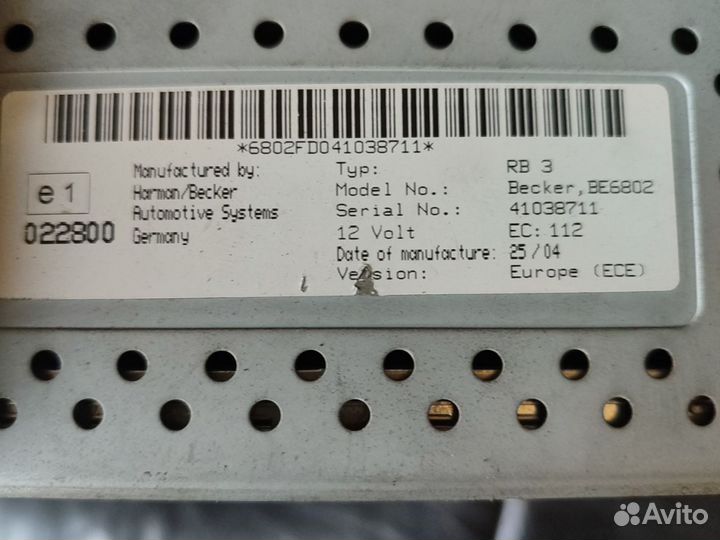 *6802FD041038711*
e1
022800
Manufactured by:
Harman/Becker
Automotive Systems
Germany
Typ: RB 3
Model No.: Becker,BE6802
Serial No.: 41038711
12 Volt EC: 112
Date of manufacture: 25/04
Version: Europe (ECE)
Avito